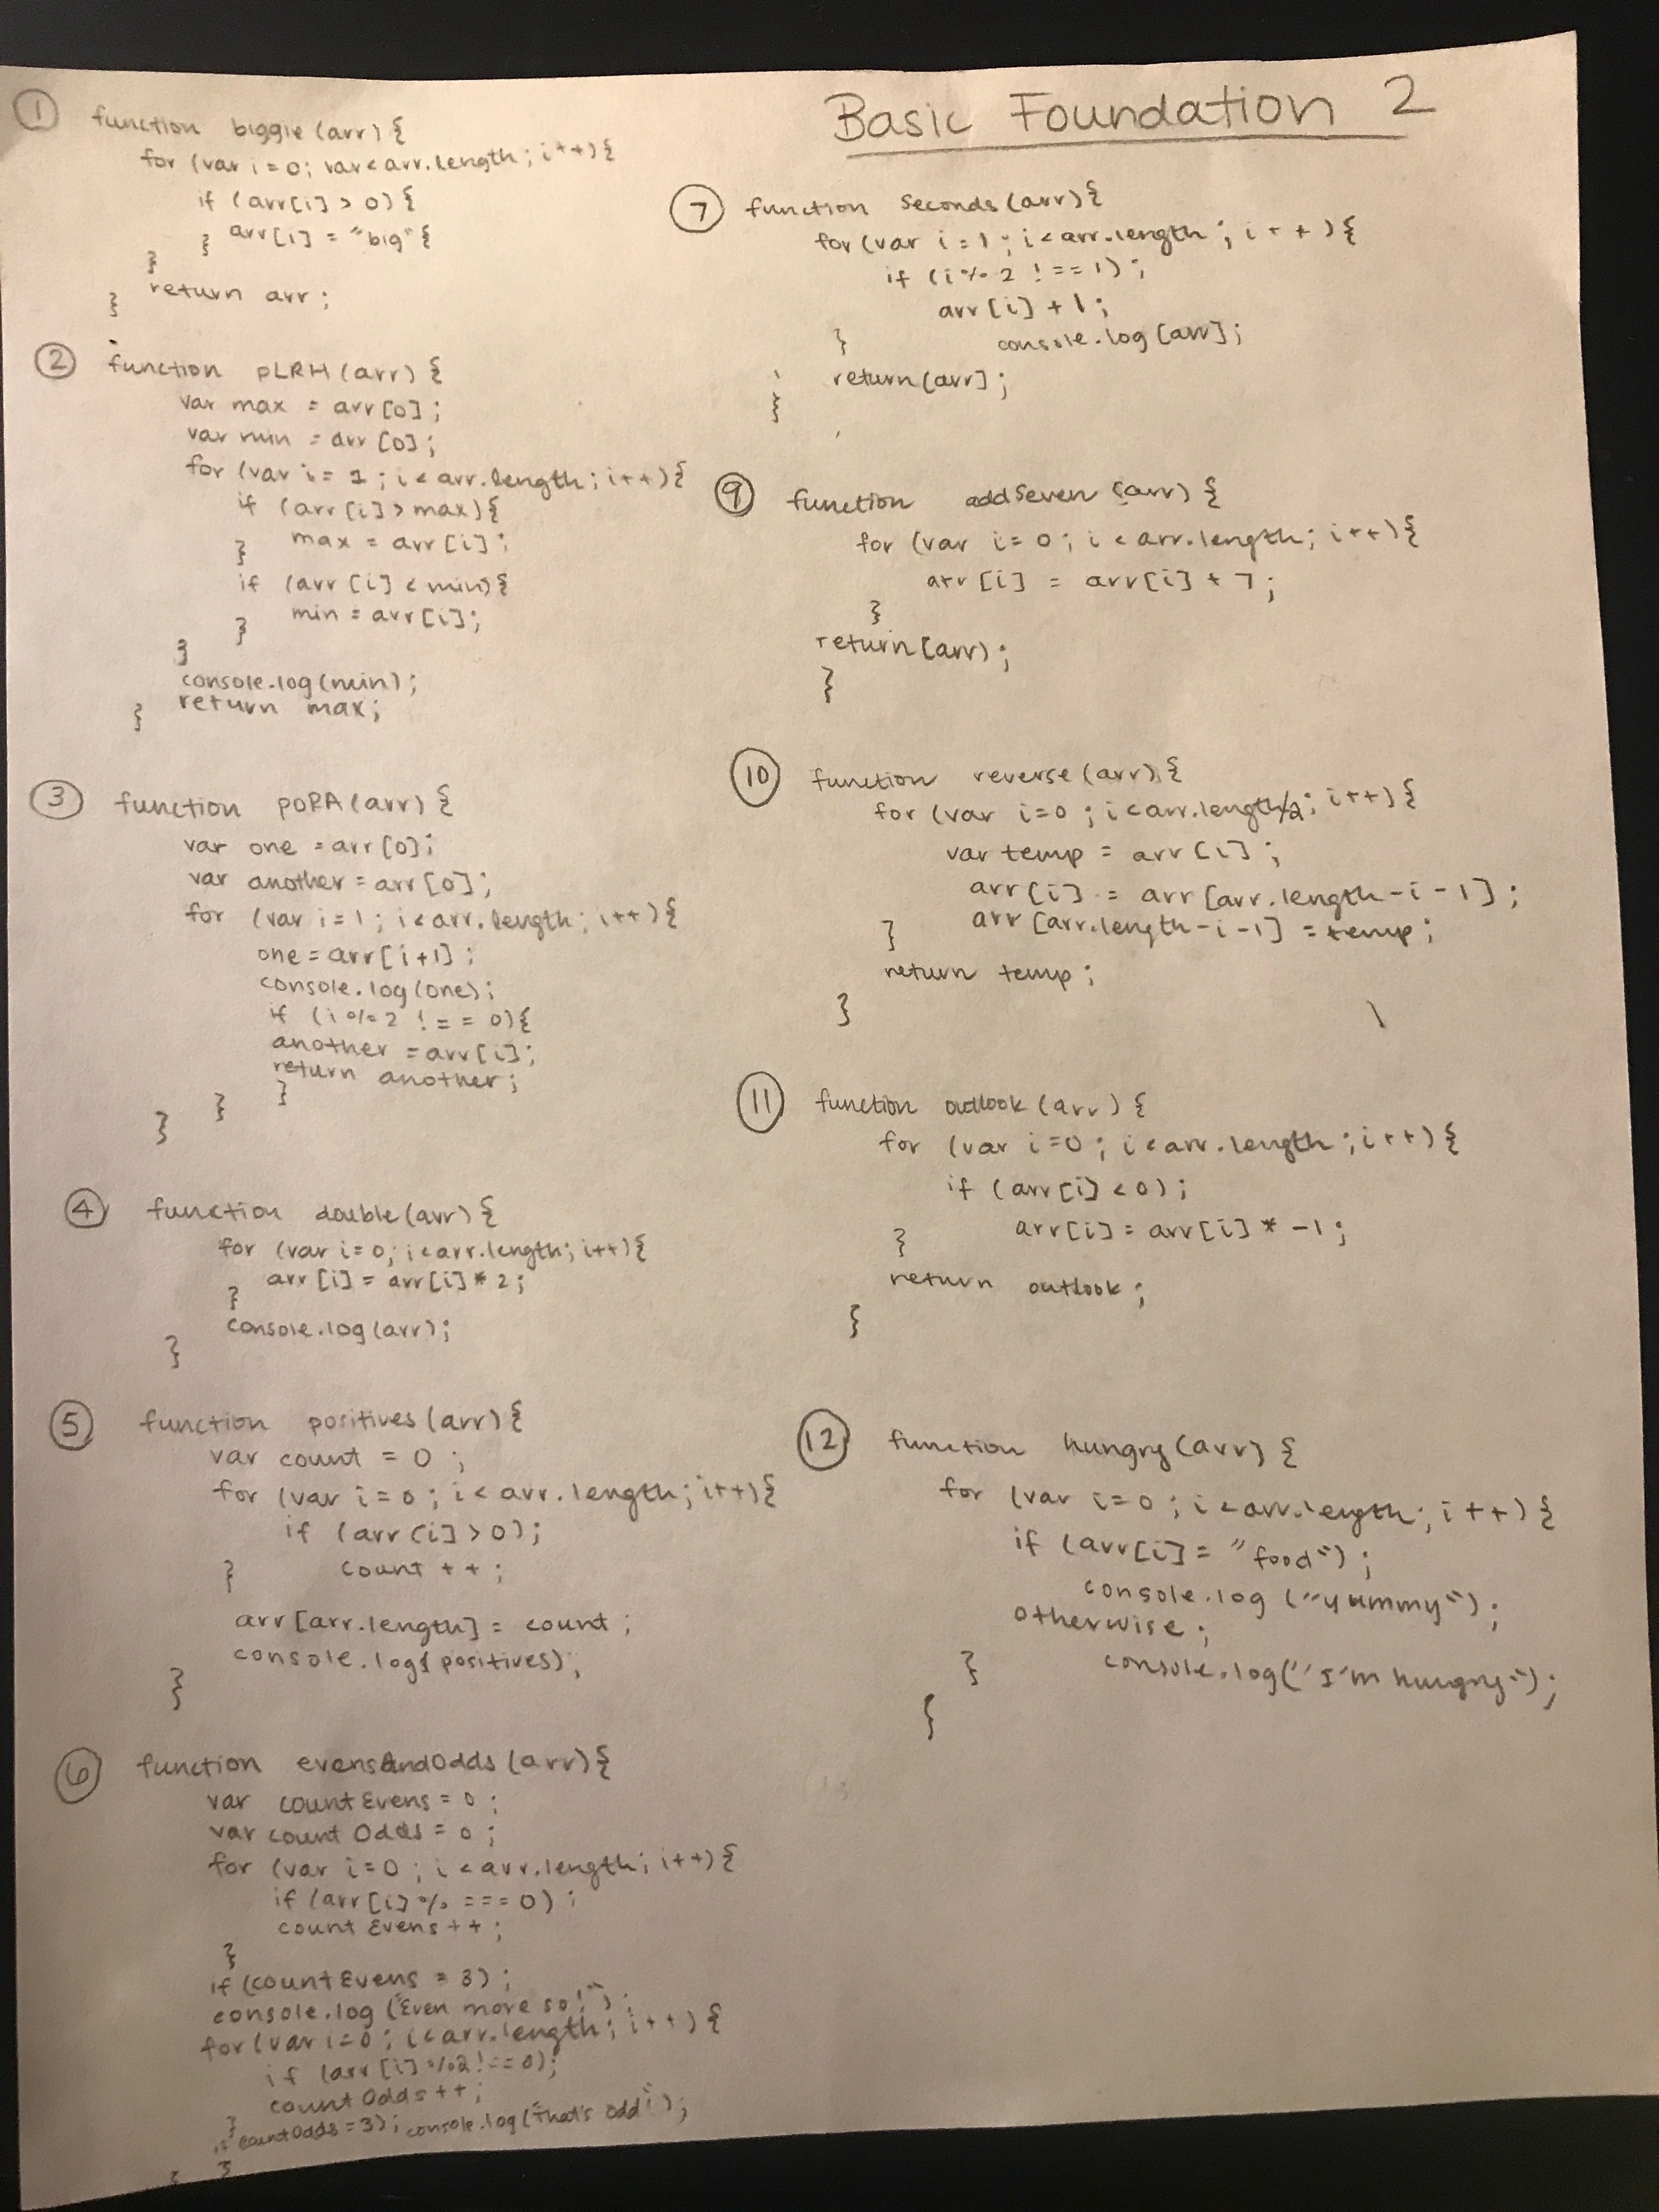 Basic Foundation 2
① function biggie (arr) {
for (var i = 0; var < arr.length; i++) {
if (arr[i] > 0) {
arr[i] = "big" {
}
}
return arr;
}
② function pLRH (arr) {
var max = arr[0];
var min = arr[0];
for (var i = 1; i < arr.length; i++) {
if (arr[i] > max) {
max = arr[i];
}
if (arr[i] < min) {
min = arr[i];
}
}
console.log(min);
return max;
}
③ function poRA (arr) {
var one = arr[0];
var another = arr[0];
for (var i = 1; i < arr.length; i++) {
one = arr[i+1];
console.log(one);
if (i % 2 !== 0) {
another = arr[i];
return another;
}
}
}
④ function double (arr) {
for (var i = 0; i < arr.length; i++) {
arr[i] = arr[i] * 2;
}
console.log(arr);
}
⑤ function positives (arr) {
var count = 0;
for (var i = 0; i < arr.length; i++) {
if (arr[i] > 0);
count ++;
}
arr[arr.length] = count;
console.log{positives);
}
⑥ function evensAndOdds (arr) {
var countEvens = 0;
var countOdds = 0;
for (var i = 0; i < arr.length; i++) {
if (arr[i] % === 0);
countEvens ++;
}
if (countEvens = 3);
console.log ("Even more so!");
for (var i = 0; i < arr.length; i++) {
if (arr[i] % 2 !== 0);
countOdds ++;
}
countOdds = 3); console.log("That's odd!");
}
}
⑦ function Seconds (arr) {
for (var i = 1; i < arr.length; i++) {
if (i % 2 !== 1);
arr[i] + 1;
}
console.log [arr];
return [arr];
}
⑨ function addSeven (arr) {
for (var i = 0; i < arr.length; i++) {
arr[i] = arr[i] + 7;
}
return [arr);
}
⑩ function reverse (arr) {
for (var i = 0; i < arr.length/2; i++) {
var temp = arr[i];
arr[i] = arr[arr.length-i-1];
arr[arr.length-i-1] = temp;
}
return temp;
}
⑪ function outlook (arr) {
for (var i = 0; i < arr.length; i++) {
if (arr[i] < 0);
arr[i] = arr[i] * -1;
}
return outlook;
}
⑫ function hungry (arr) {
for (var i = 0; i < arr.length; i++) {
if (arr[i] = "food");
console.log ("yummy");
otherwise;
console.log("I'm hungry");
}
{